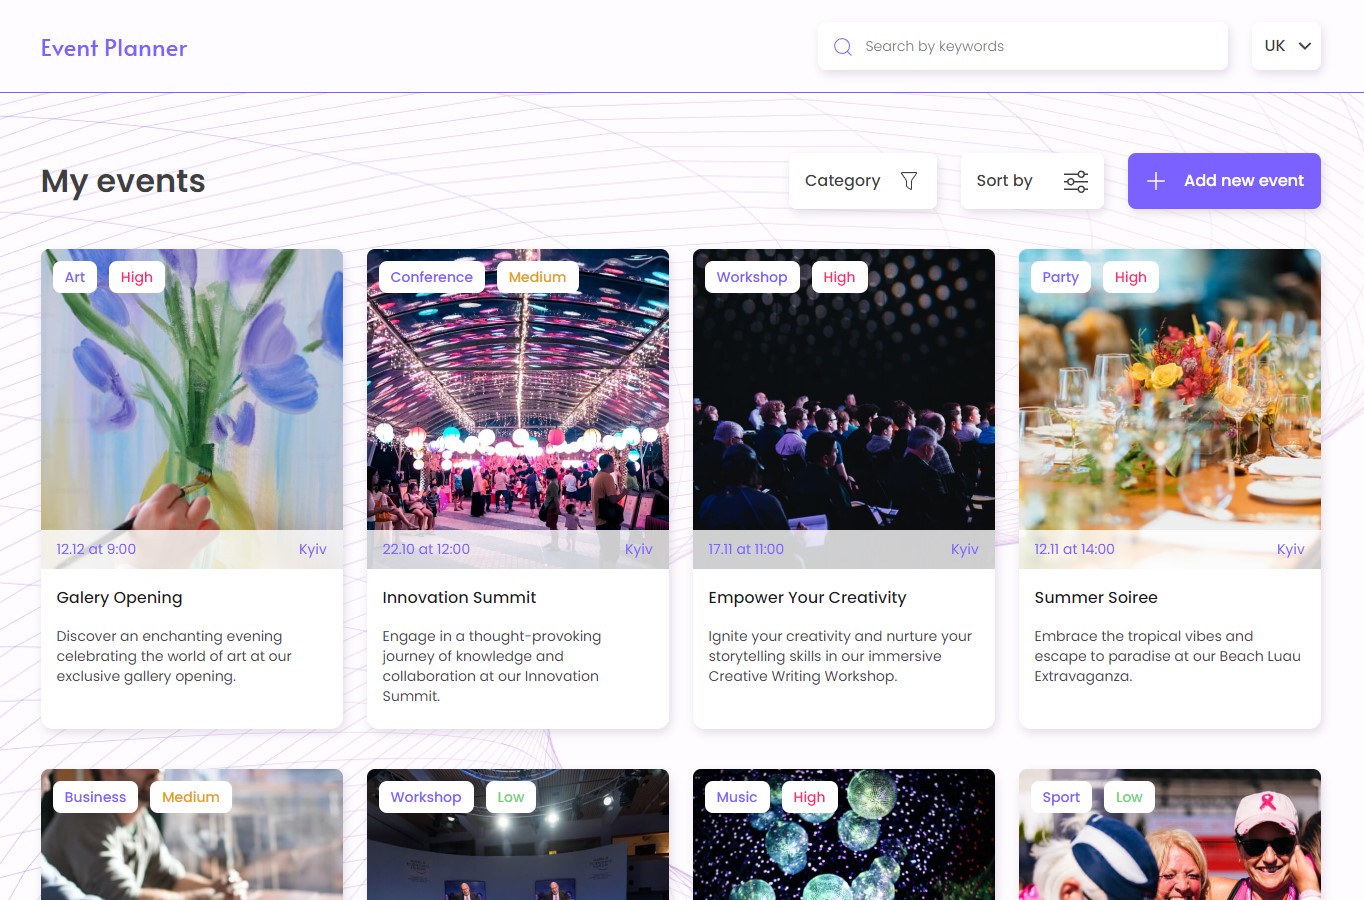 Event Planner
Search by keywords
UK
My events
Category
Sort by
Add new event
Art
High
12.12 at 9:00
Kyiv
Galery Opening
Discover an enchanting evening
celebrating the world of art at our
exclusive gallery opening.
Conference
Medium
22.10 at 12:00
Kyiv
Innovation Summit
Engage in a thought-provoking
journey of knowledge and
collaboration at our Innovation
Summit.
Workshop
High
17.11 at 11:00
Kyiv
Empower Your Creativity
Ignite your creativity and nurture your
storytelling skills in our immersive
Creative Writing Workshop.
Party
High
12.11 at 14:00
Kyiv
Summer Soiree
Embrace the tropical vibes and
escape to paradise at our Beach Luau
Extravaganza.
Business
Medium
Workshop
Low
Music
High
Sport
Low